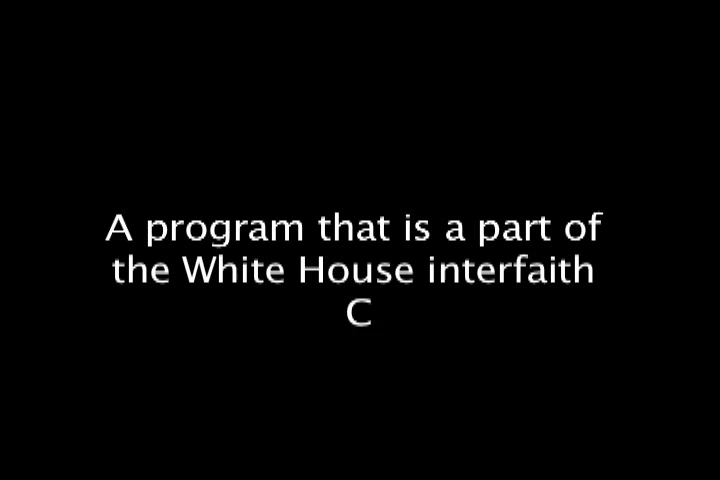 A program that is a part of
the White House interfaith
C